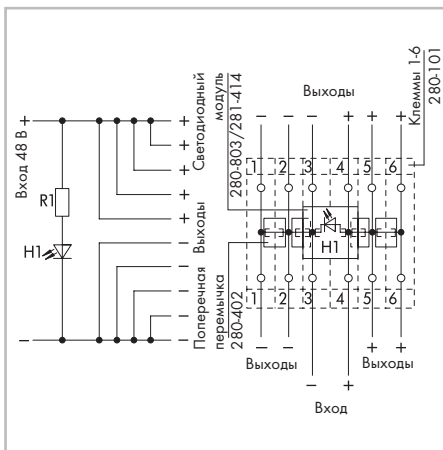 Вход 48 В
+
−
R1
H1
+
+
+
+
+
−
−
−
−
−
Светодиодный
модуль
280-803/281-414
Выходы
Поперечная
перемычка
280-402
Выходы
− − − + + +
Клеммы 1-6
280-101
1 2 3 4 5 6
H1
1 2 3 4 5 6
− − + +
Выходы Выходы
− +
Вход